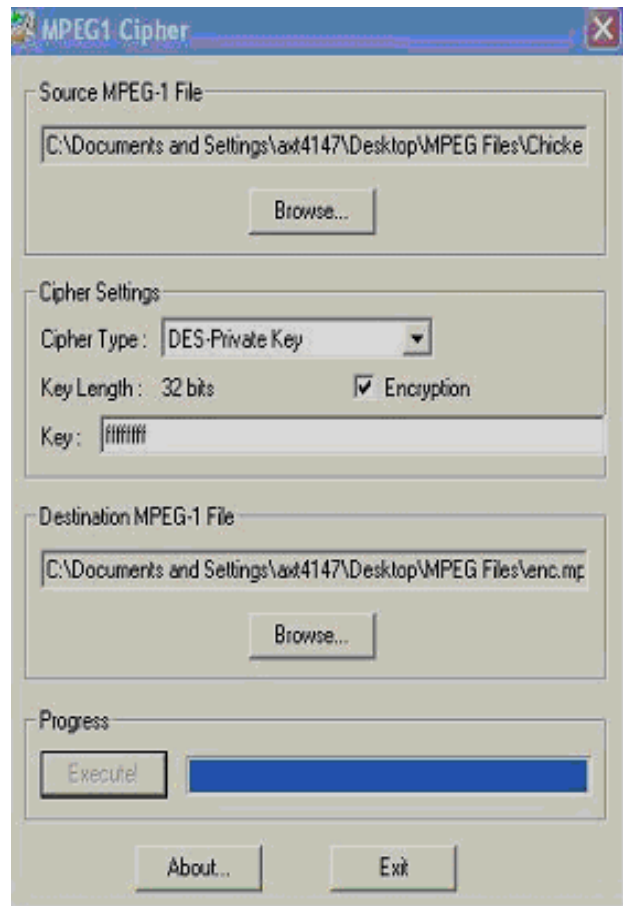 MPEG1 Cipher
Source MPEG-1 File
C:\Documents and Settings\axt4147\Desktop\MPEG Files\Chicke
Browse...
Cipher Settings
Cipher Type : DES-Private Key
Key Length : 32 bits Encryption
Key : ffffffff
Destination MPEG-1 File
C:\Documents and Settings\axt4147\Desktop\MPEG Files\enc.mp
Browse...
Progress
Execute!
About... Exit